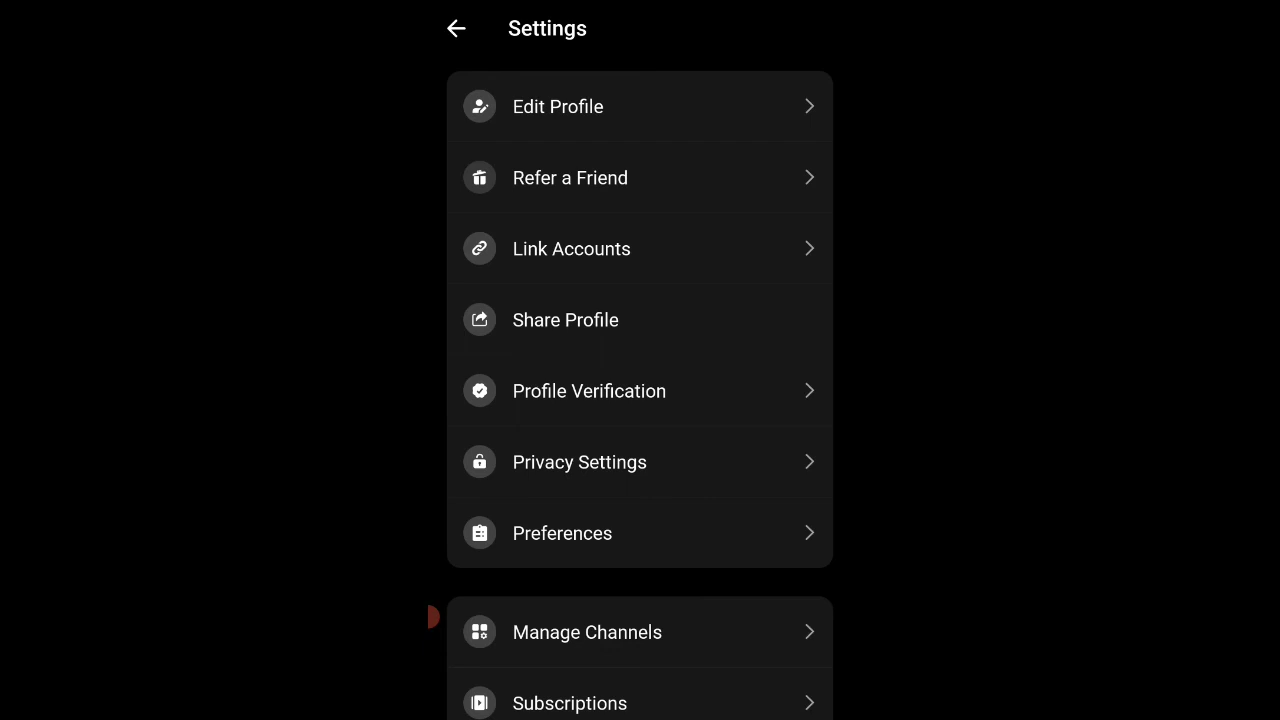 Settings
Edit Profile
Refer a Friend
Link Accounts
Share Profile
Profile Verification
Privacy Settings
Preferences
Manage Channels
Subscriptions